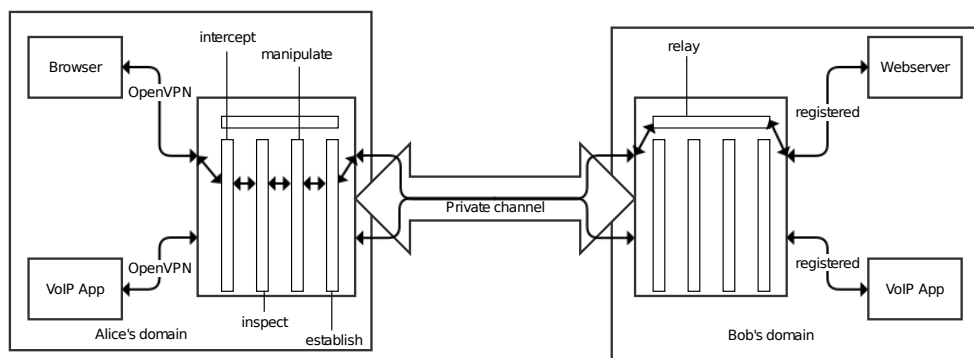 intercept
manipulate
relay
Browser
OpenVPN
Webserver
registered
Private channel
VoIP App
OpenVPN
registered
VoIP App
inspect
establish
Alice's domain
Bob's domain